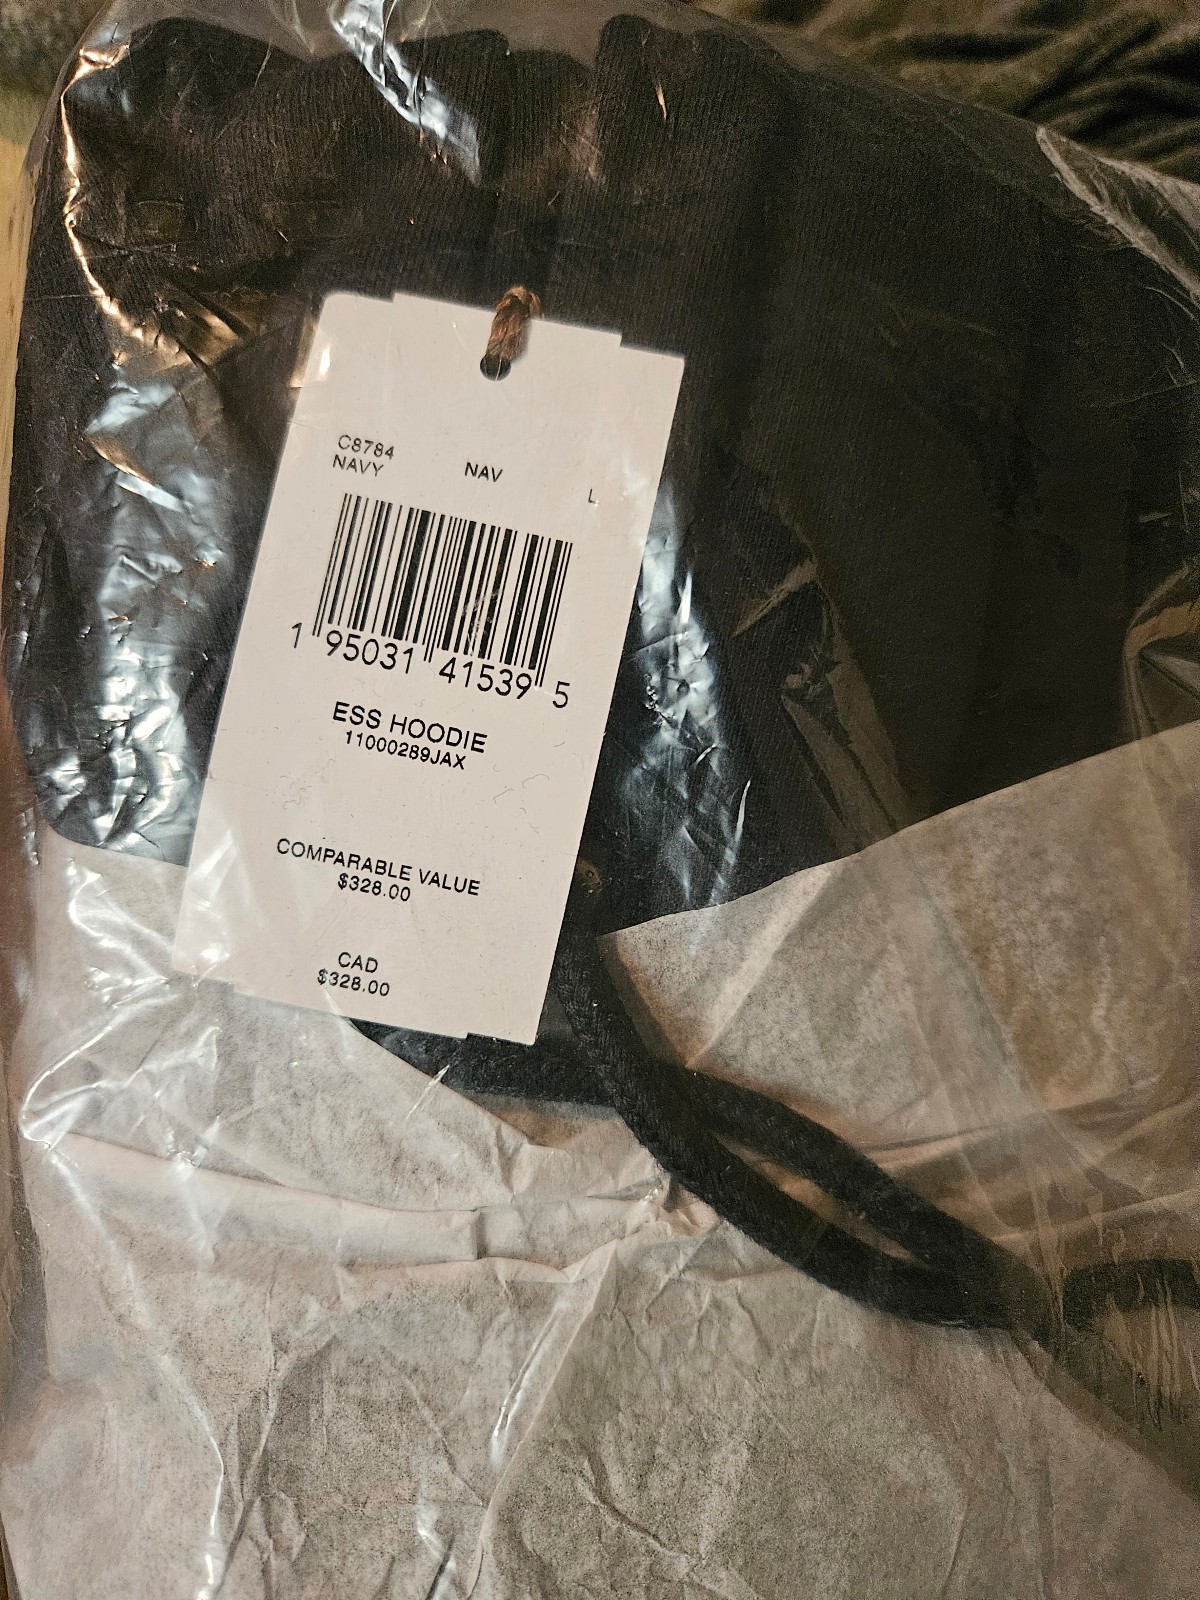 C8784
NAVY NAV
L
1 95031 41539 5
ESS HOODIE
11000289JAX
COMPARABLE VALUE
$328.00
CAD
$328.00